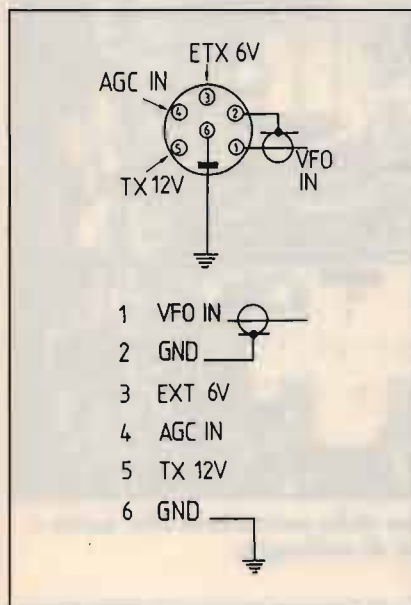 ETX 6V
AGC IN
3
4
2
6
5
1
VFO
IN
TX 12V
1 VFO IN
2 GND
3 EXT 6V
4 AGC IN
5 TX 12V
6 GND